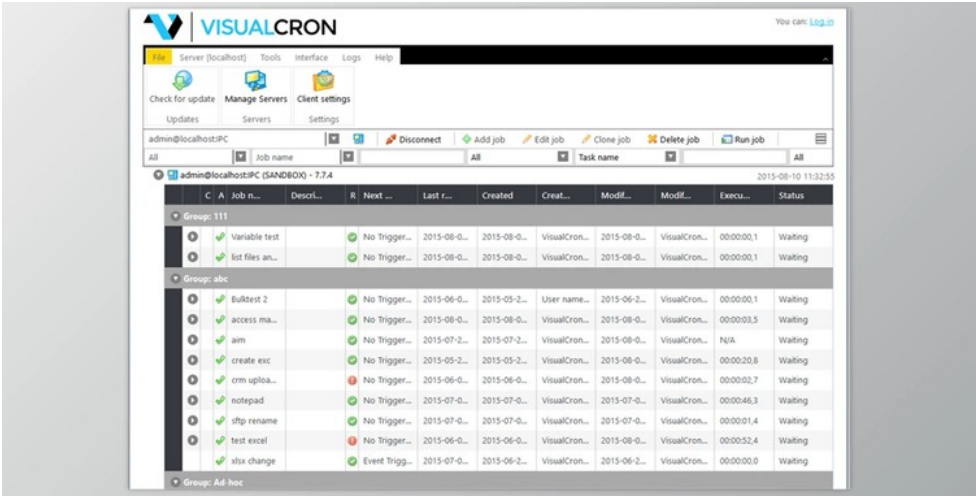 VISUALCRON
You can: Log in
File Server (localhost) Tools Interface Logs Help
Check for update Manage Servers Client settings
Updates Servers Settings
admin@localhost:IPC Disconnect Add job Edit job Clone job Delete job Run job
All Job name All Task name All
admin@localhost:IPC (SANDBOX) - 7.7.4 2015-08-10 11:32:55
C A Job n... Descri... R Next ... Last r... Created Creat... Modif... Modif... Execu... Status
Group: 111
Variable test No Trigger... 2015-08-0... 2015-08-0... VisualCron... 2015-08-0... VisualCron... 00:00:00,1 Waiting
list files an... No Trigger... 2015-08-0... 2015-08-0... VisualCron... 2015-08-0... VisualCron... 00:00:00,1 Waiting
Group: abc
Bulktest 2 No Trigger... 2015-06-0... 2015-05-2... User name... 2015-06-2... VisualCron... 00:00:00,1 Waiting
access ma... No Trigger... 2015-08-0... 2015-08-0... VisualCron... 2015-08-0... VisualCron... 00:00:03,5 Waiting
aim No Trigger... 2015-07-2... 2015-07-2... VisualCron... 2015-08-0... VisualCron... N/A Waiting
create exc No Trigger... 2015-05-2... 2015-05-2... VisualCron... 2015-08-0... VisualCron... 00:00:20,8 Waiting
crm uploa... No Trigger... 2015-06-0... 2015-06-0... VisualCron... 2015-08-0... VisualCron... 00:00:02,7 Waiting
notepad No Trigger... 2015-07-0... 2015-07-0... VisualCron... 2015-07-0... VisualCron... 00:00:46,3 Waiting
sftp rename No Trigger... 2015-07-0... 2015-07-0... VisualCron... 2015-07-0... VisualCron... 00:00:01,4 Waiting
test excel No Trigger... 2015-06-0... 2015-06-0... VisualCron... 2015-08-0... VisualCron... 00:00:52,4 Waiting
xlsx change Event Trigg... 2015-07-0... 2015-06-2... VisualCron... 2015-06-2... VisualCron... 00:00:00,0 Waiting
Group: Ad-hoc